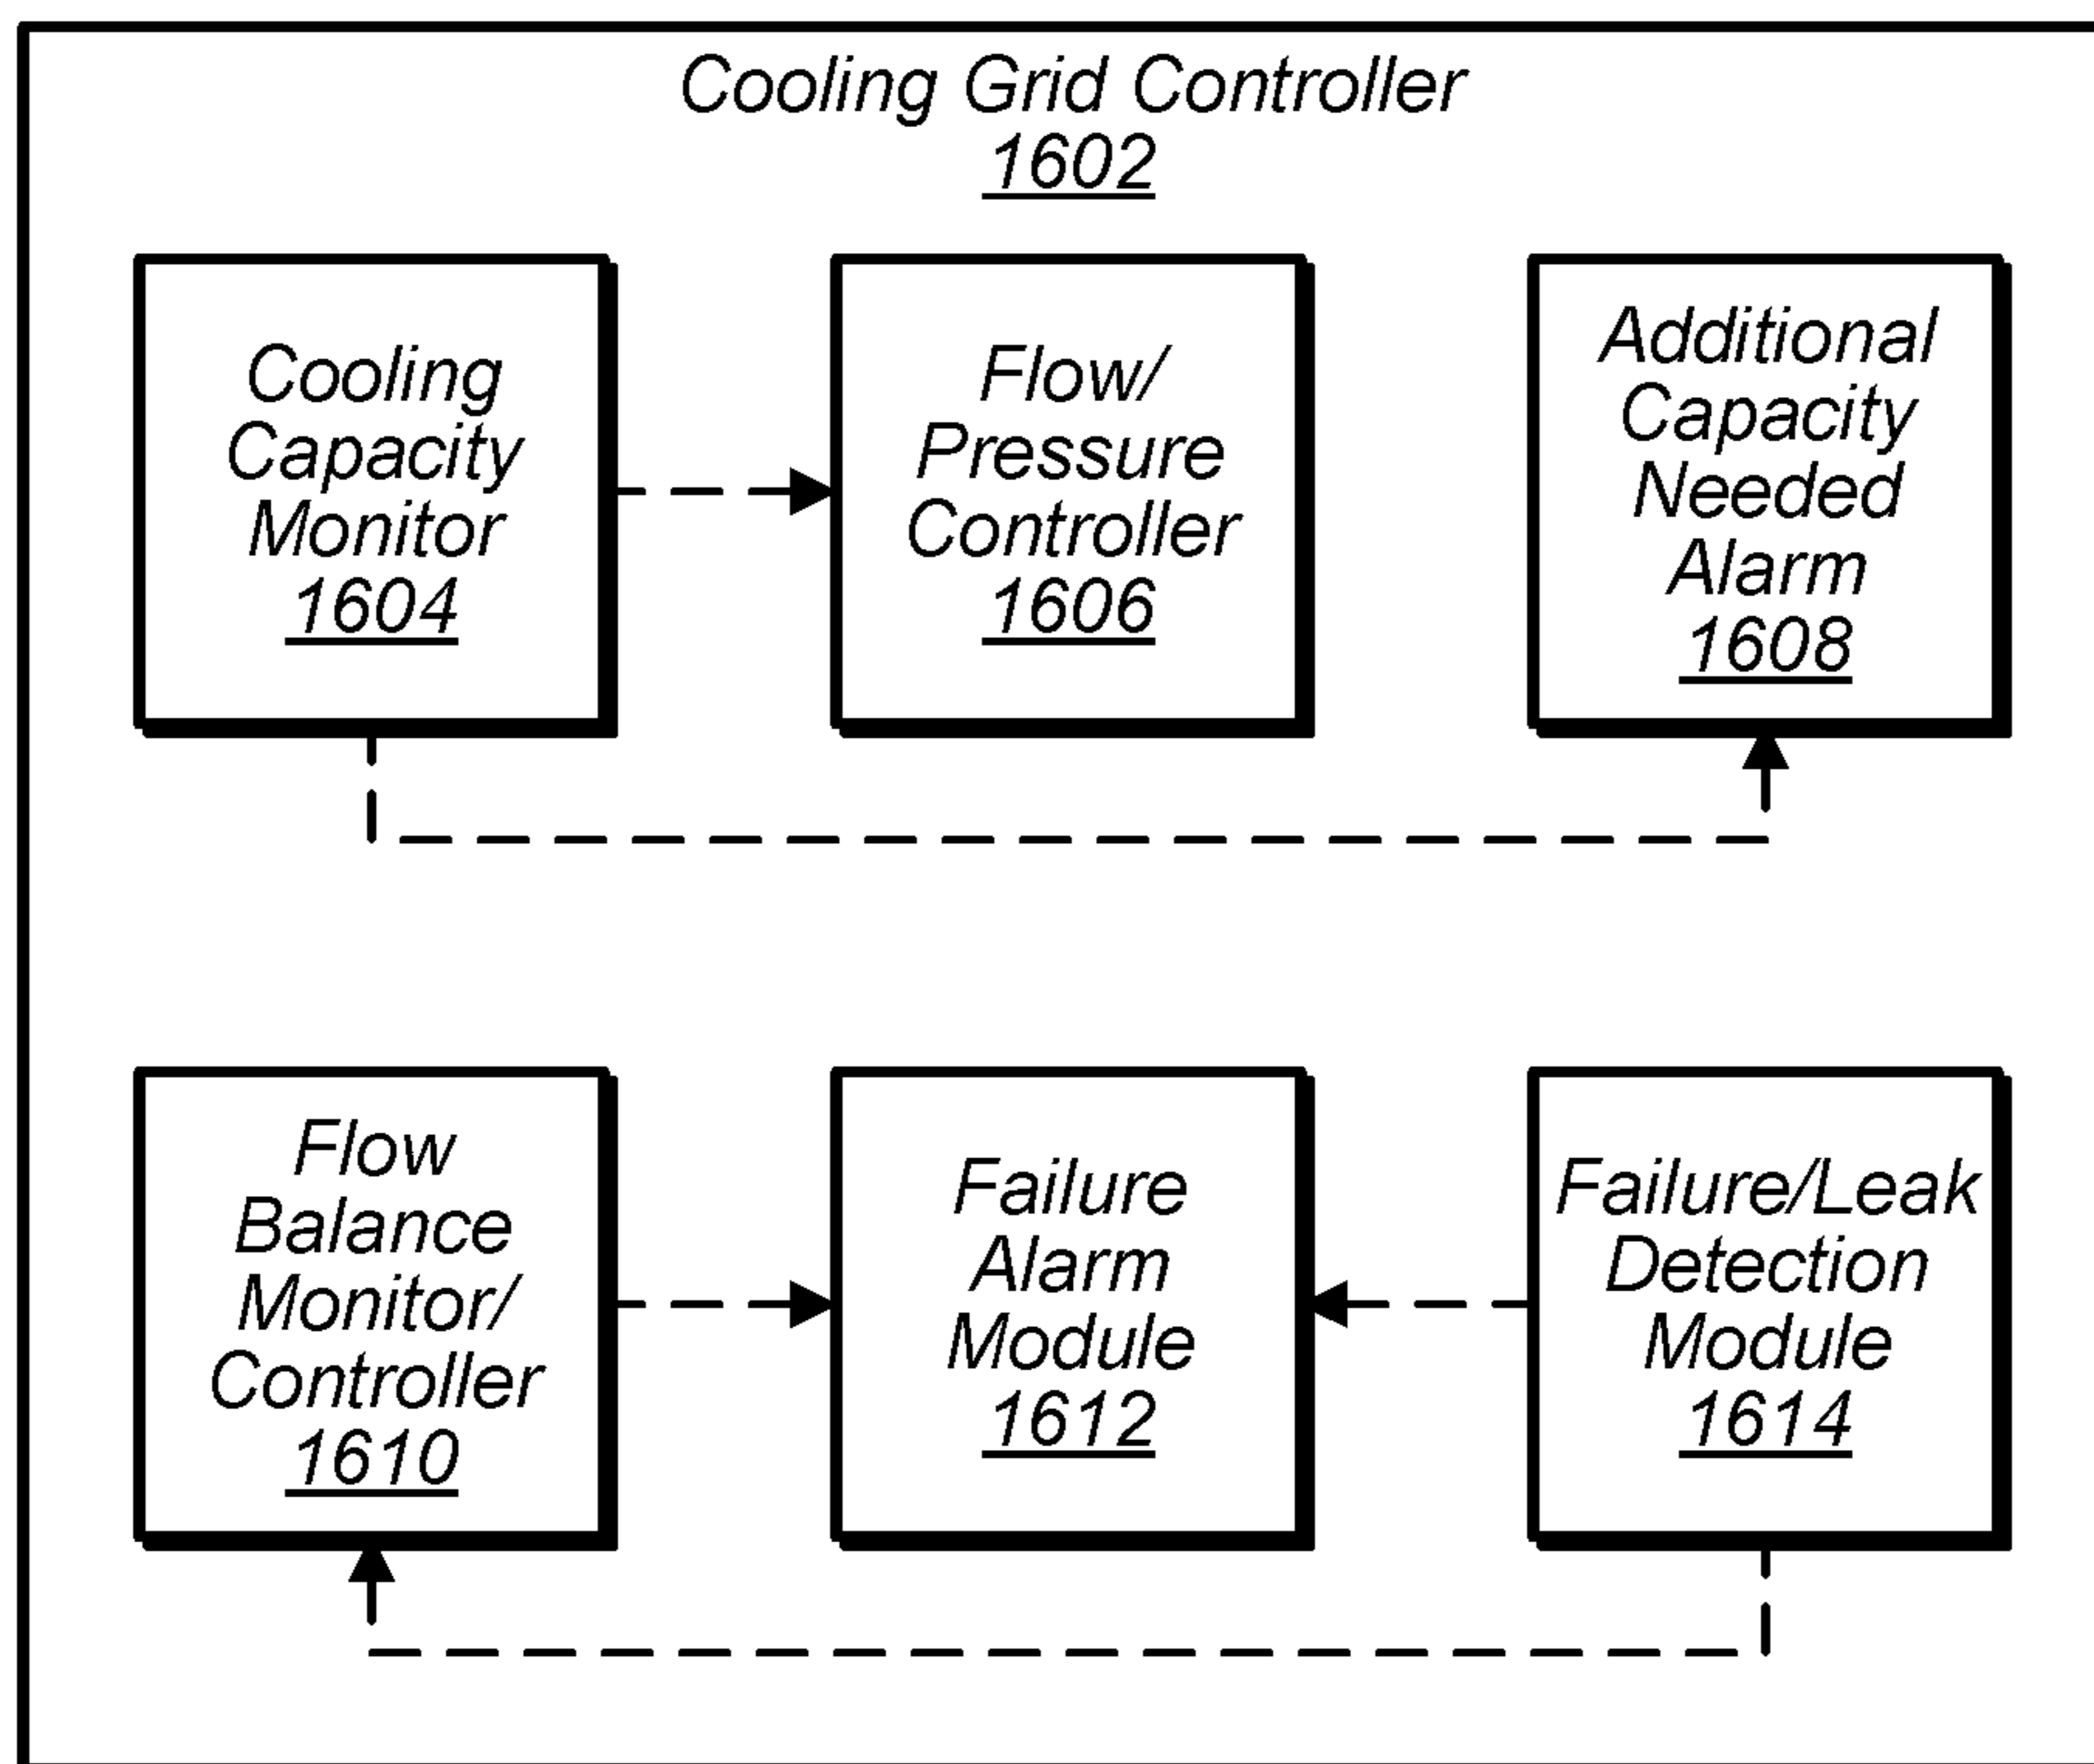 Cooling Grid Controller
1602
Cooling
Capacity
Monitor
1604
Flow/
Pressure
Controller
1606
Additional
Capacity
Needed
Alarm
1608
Flow
Balance
Monitor/
Controller
1610
Failure
Alarm
Module
1612
Failure/Leak
Detection
Module
1614